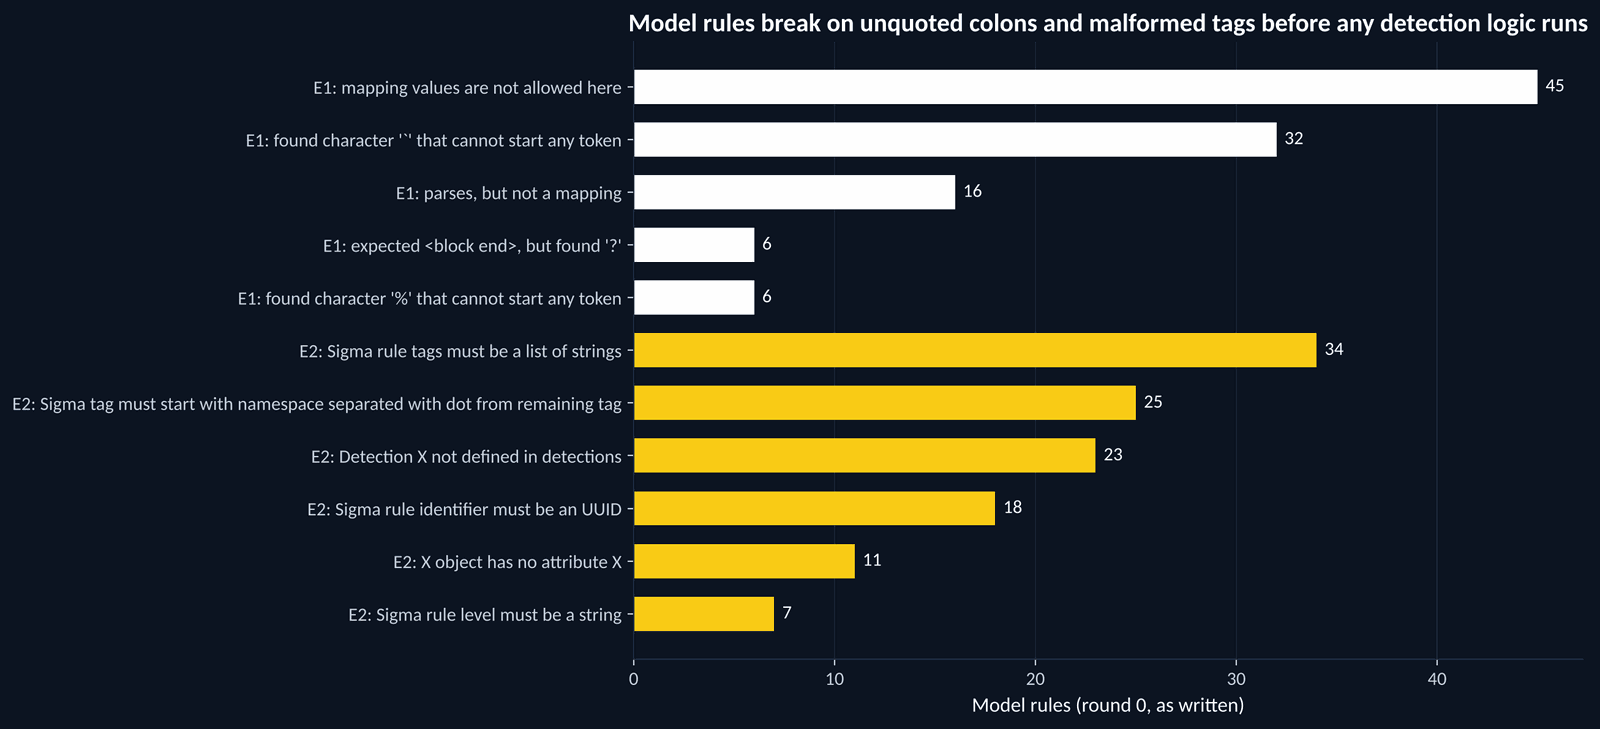 Model rules break on unquoted colons and malformed tags before any detection logic runs
E1: mapping values are not allowed here 45
E1: found character '`' that cannot start any token 32
E1: parses, but not a mapping 16
E1: expected <block end>, but found '?' 6
E1: found character '%' that cannot start any token 6
E2: Sigma rule tags must be a list of strings 34
E2: Sigma tag must start with namespace separated with dot from remaining tag 25
E2: Detection X not defined in detections 23
E2: Sigma rule identifier must be an UUID 18
E2: X object has no attribute X 11
E2: Sigma rule level must be a string 7
0 10 20 30 40
Model rules (round 0, as written)